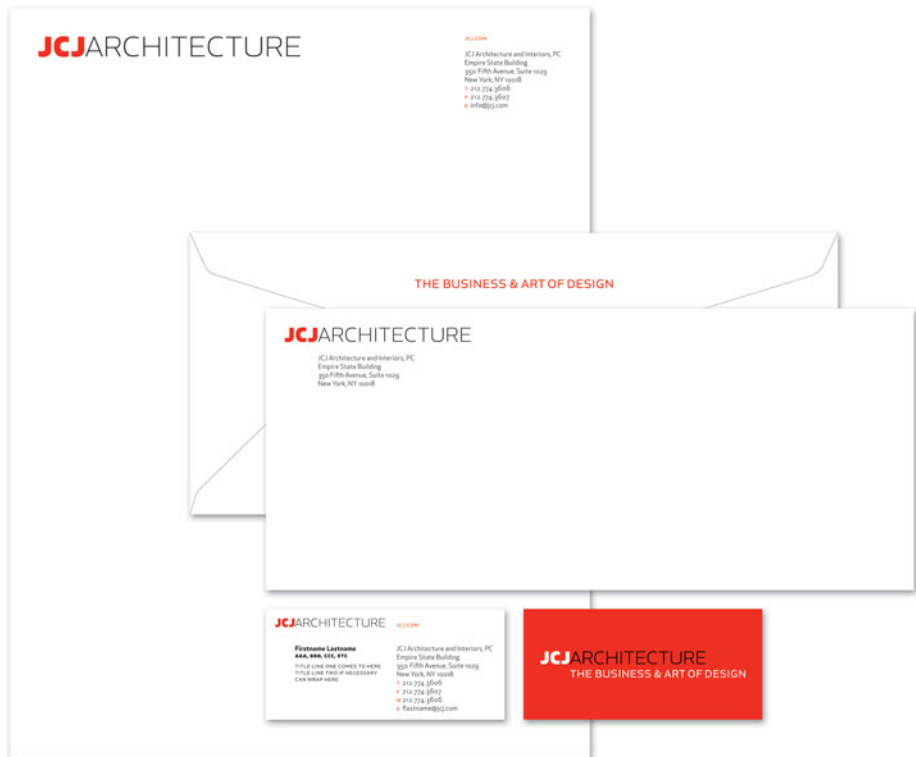 JCJARCHITECTURE
JCJ.COM
JCJ Architecture and Interiors, PC
Empire State Building
350 Fifth Avenue, Suite 1029
New York, NY 10018
T 212.774.3606
F 212.774.3607
E info@jcj.com
THE BUSINESS & ART OF DESIGN
JCJARCHITECTURE
JCJ Architecture and Interiors, PC
Empire State Building
350 Fifth Avenue, Suite 1029
New York, NY 10018
JCJARCHITECTURE
JCJ.COM
Firstname Lastname
AAA, BBB, CCC, ETC
TITLE LINE ONE COMES TO HERE
TITLE LINE TWO IF NECESSARY
CAN WRAP HERE
JCJ Architecture and Interiors, PC
Empire State Building
350 Fifth Avenue, Suite 1029
New York, NY 10018
T 212.774.3606
F 212.774.3607
M 212.774.3606
E flastname@jcj.com
JCJARCHITECTURE
THE BUSINESS & ART OF DESIGN